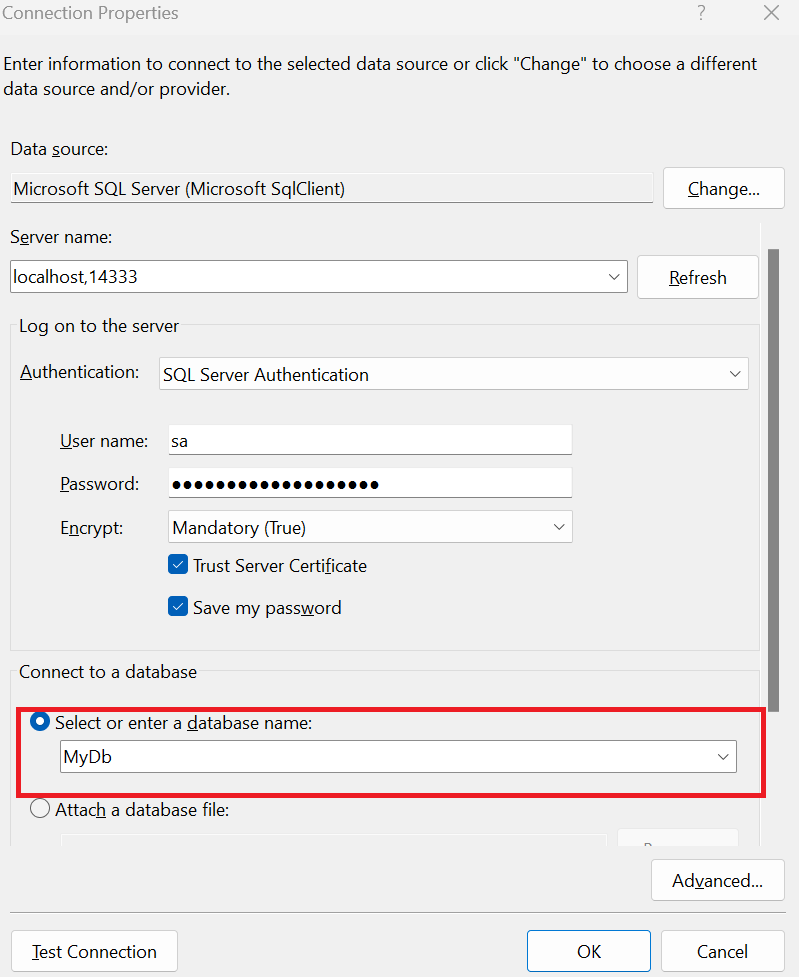 Connection Properties
?
Enter information to connect to the selected data source or click "Change" to choose a different
data source and/or provider.
Data source:
Microsoft SQL Server (Microsoft SqlClient)
Change...
Server name:
localhost,14333
Refresh
Log on to the server
Authentication:
SQL Server Authentication
User name:
sa
Password:
●●●●●●●●●●●●●●●●●●●
Encrypt:
Mandatory (True)
Trust Server Certificate
Save my password
Connect to a database
Select or enter a database name:
MyDb
Attach a database file:
Advanced...
Test Connection
OK
Cancel